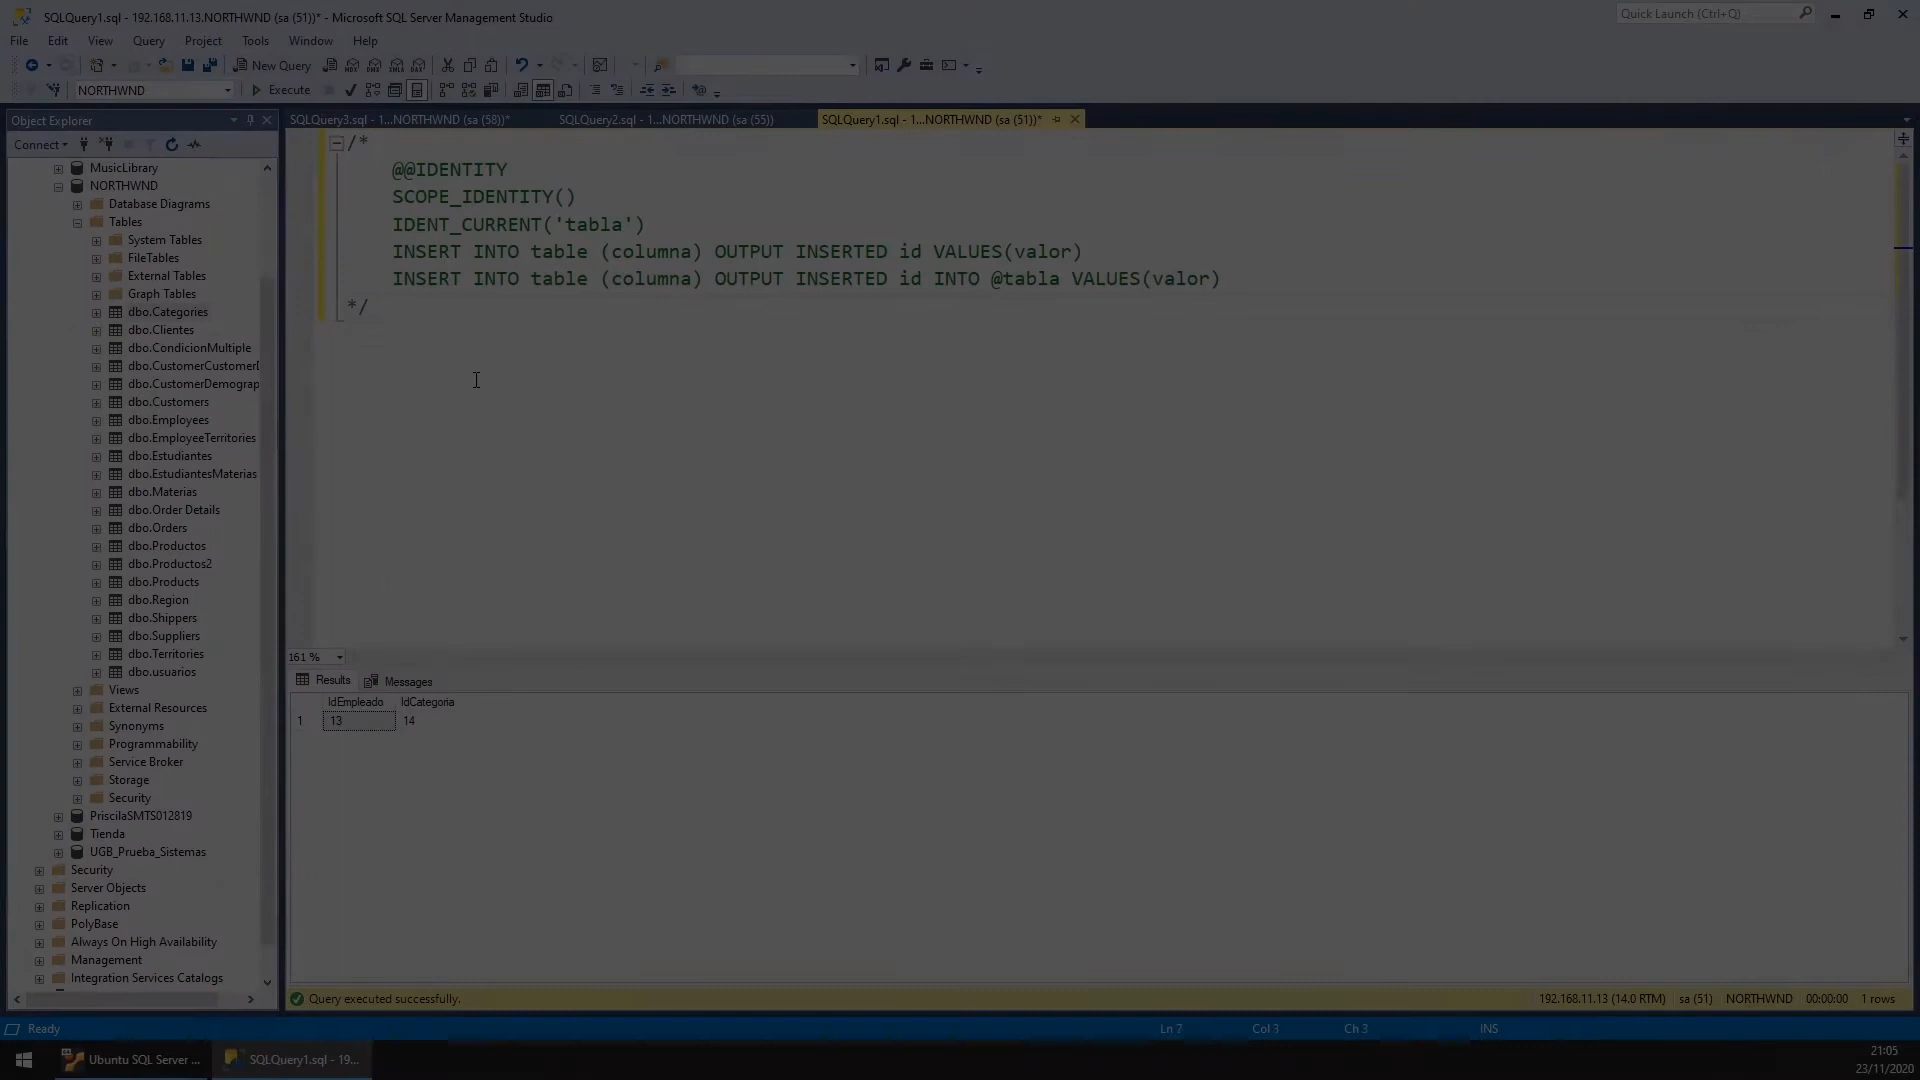 SQLQuery1.sql - 192.168.11.13.NORTHWND (sa (51))* - Microsoft SQL Server Management Studio
Quick Launch (Ctrl+Q)
File Edit View Query Project Tools Window Help
New Query
NORTHWND
Execute
Object Explorer
SQLQuery3.sql - 1...NORTHWND (sa (58))*
SQLQuery2.sql - 1...NORTHWND (sa (55))
SQLQuery1.sql - 1...NORTHWND (sa (51))*
Connect
MusicLibrary
NORTHWND
Database Diagrams
Tables
System Tables
FileTables
External Tables
Graph Tables
dbo.Categories
dbo.Clientes
dbo.CondicionMultiple
dbo.CustomerCustomerD
dbo.CustomerDemograp
dbo.Customers
dbo.Employees
dbo.EmployeeTerritories
dbo.Estudiantes
dbo.EstudiantesMaterias
dbo.Materias
dbo.Order Details
dbo.Orders
dbo.Productos
dbo.Productos2
dbo.Products
dbo.Region
dbo.Shippers
dbo.Suppliers
dbo.Territories
dbo.usuarios
Views
External Resources
Synonyms
Programmability
Service Broker
Storage
Security
PriscilaSMTS012819
Tienda
UGB_Prueba_Sistemas
Security
Server Objects
Replication
PolyBase
Always On High Availability
Management
Integration Services Catalogs
/*
@@IDENTITY
SCOPE_IDENTITY()
IDENT_CURRENT('tabla')
INSERT INTO table (columna) OUTPUT INSERTED id VALUES(valor)
INSERT INTO table (columna) OUTPUT INSERTED id INTO @tabla VALUES(valor)
*/
161 %
Results Messages
IdEmpleado IdCategoria
1 13 14
Query executed successfully.
192.168.11.13 (14.0 RTM) sa (51) NORTHWND 00:00:00 1 rows
Ready
Ln 7 Col 3 Ch 3 INS
Ubuntu SQL Server ...
SQLQuery1.sql - 19...
21:05
23/11/2020